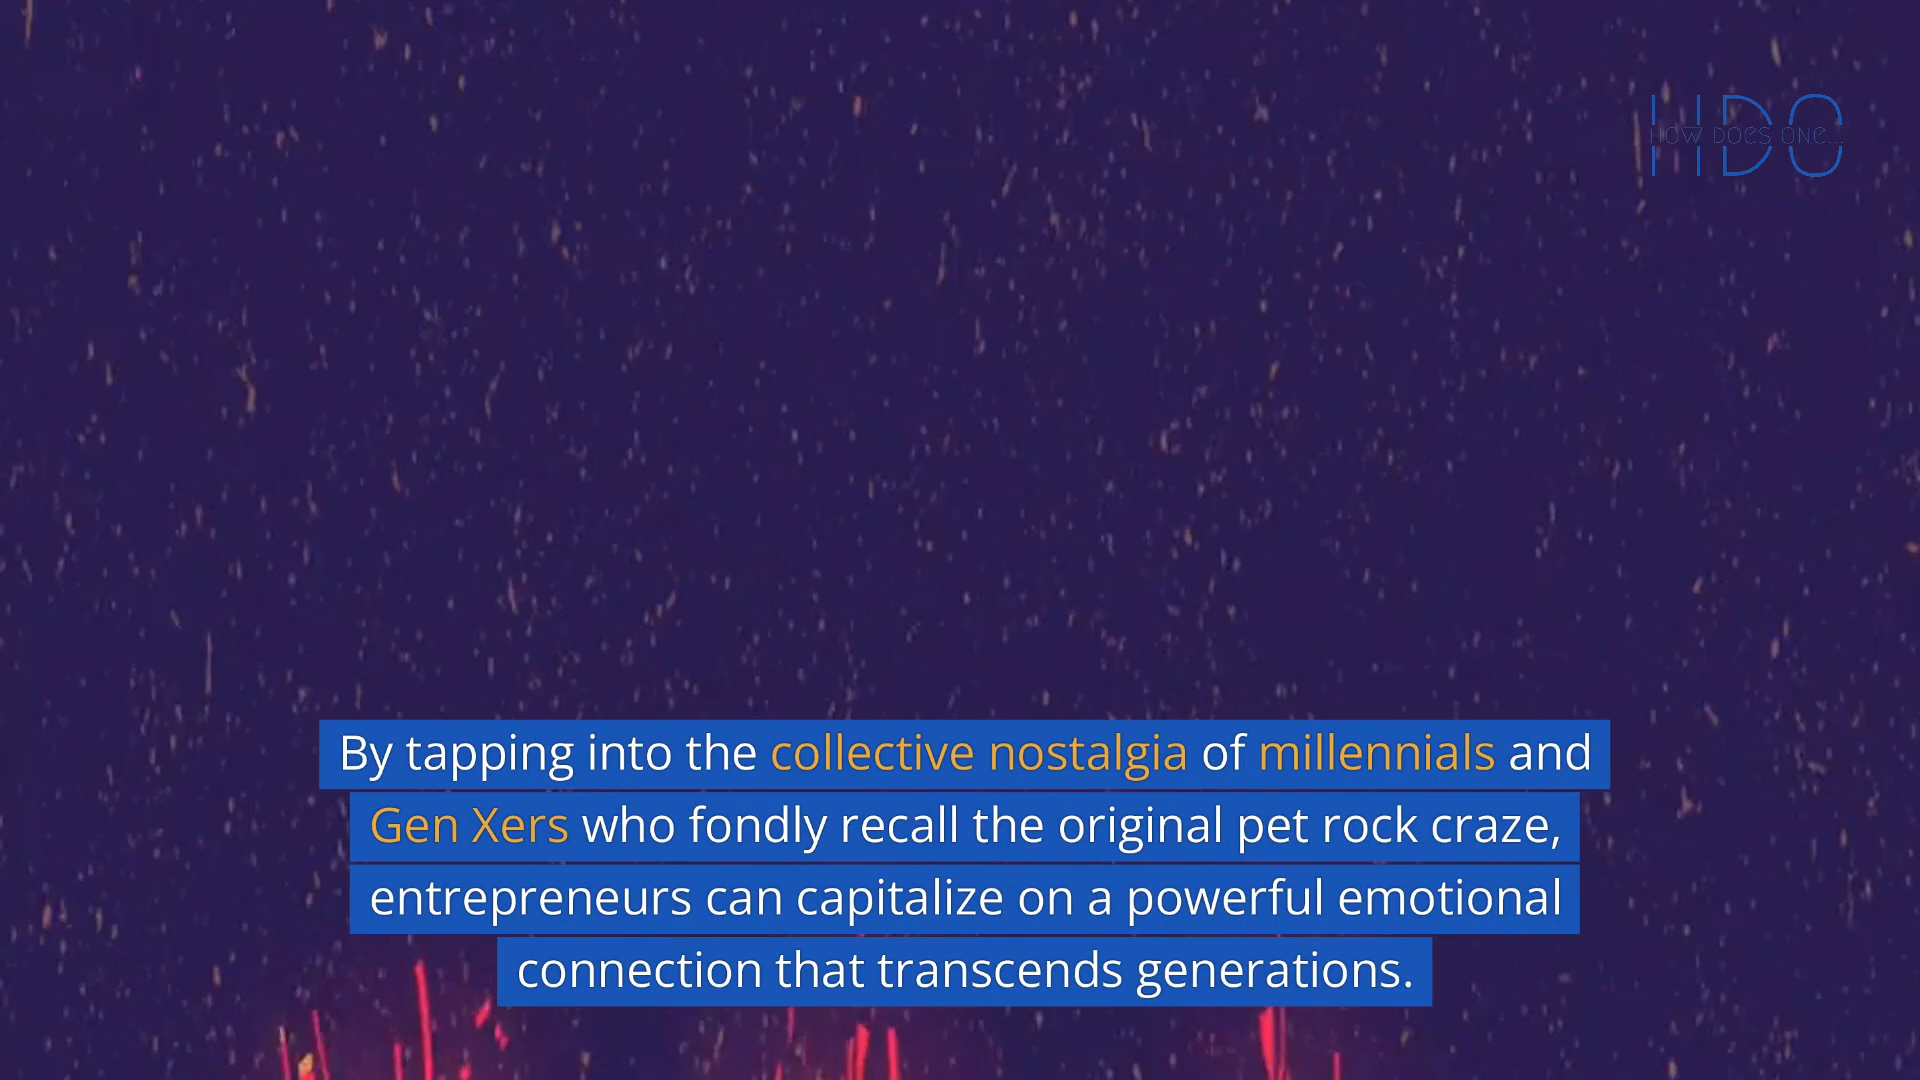 HDO
HOW DOES ONE...
By tapping into the collective nostalgia of millennials and
Gen Xers who fondly recall the original pet rock craze,
entrepreneurs can capitalize on a powerful emotional
connection that transcends generations.